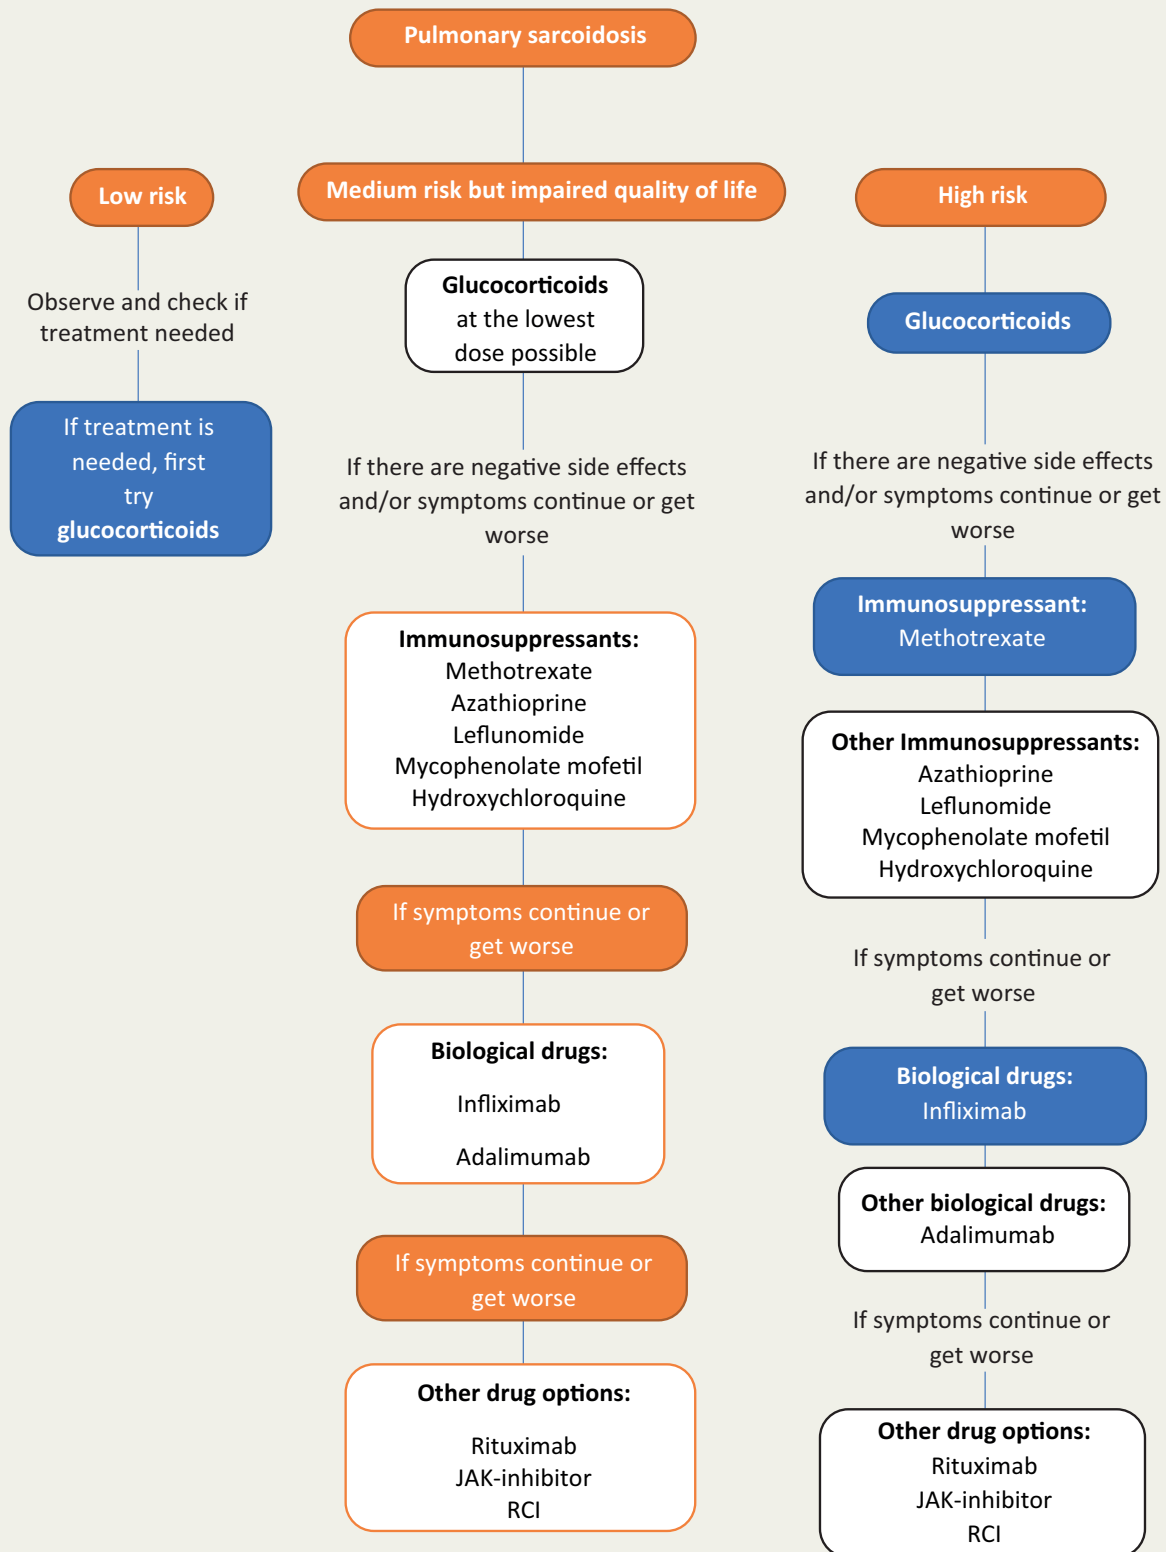 Pulmonary sarcoidosis
Low risk
Observe and check if
treatment needed
If treatment is
needed, first
try
glucocorticoids
Medium risk but impaired quality of life
Glucocorticoids
at the lowest
dose possible
If there are negative side effects
and/or symptoms continue or get
worse
Immunosuppressants:
Methotrexate
Azathioprine
Leflunomide
Mycophenolate mofetil
Hydroxychloroquine
If symptoms continue or
get worse
Biological drugs:
Infliximab
Adalimumab
If symptoms continue or
get worse
Other drug options:
Rituximab
JAK-inhibitor
RCI
High risk
Glucocorticoids
If there are negative side effects
and/or symptoms continue or get
worse
Immunosuppressant:
Methotrexate
Other Immunosuppressants:
Azathioprine
Leflunomide
Mycophenolate mofetil
Hydroxychloroquine
If symptoms continue or
get worse
Biological drugs:
Infliximab
Other biological drugs:
Adalimumab
If symptoms continue or
get worse
Other drug options:
Rituximab
JAK-inhibitor
RCI